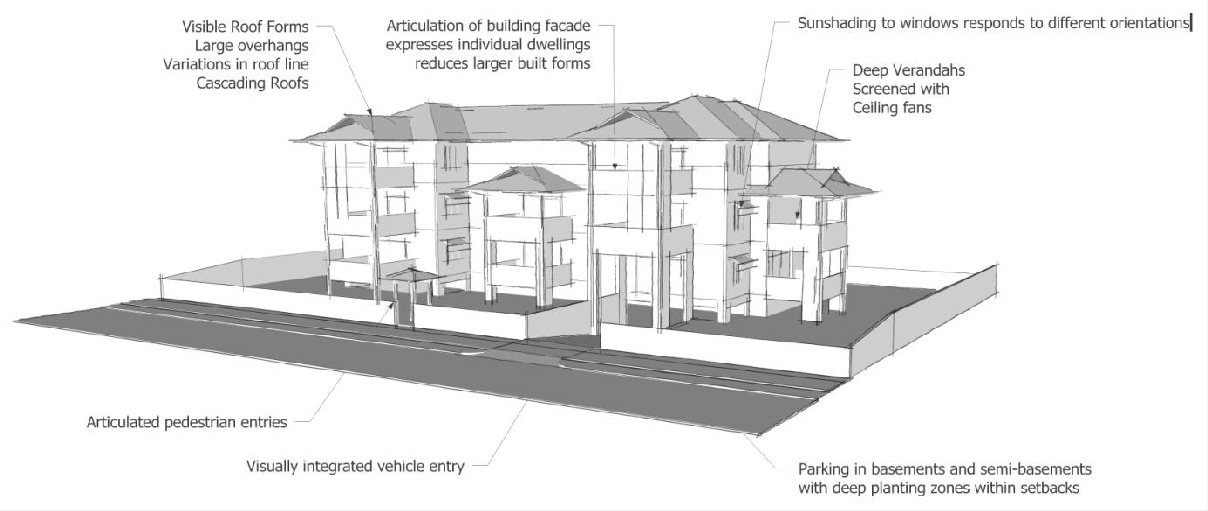 Visible Roof Forms
Large overhangs
Variations in roof line
Cascading Roofs
Articulation of building facade
expresses individual dwellings
reduces larger built forms
Sunshading to windows responds to different orientations
Deep Verandahs
Screened with
Ceiling fans
Articulated pedestrian entries
Visually integrated vehicle entry
Parking in basements and semi-basements
with deep planting zones within setbacks